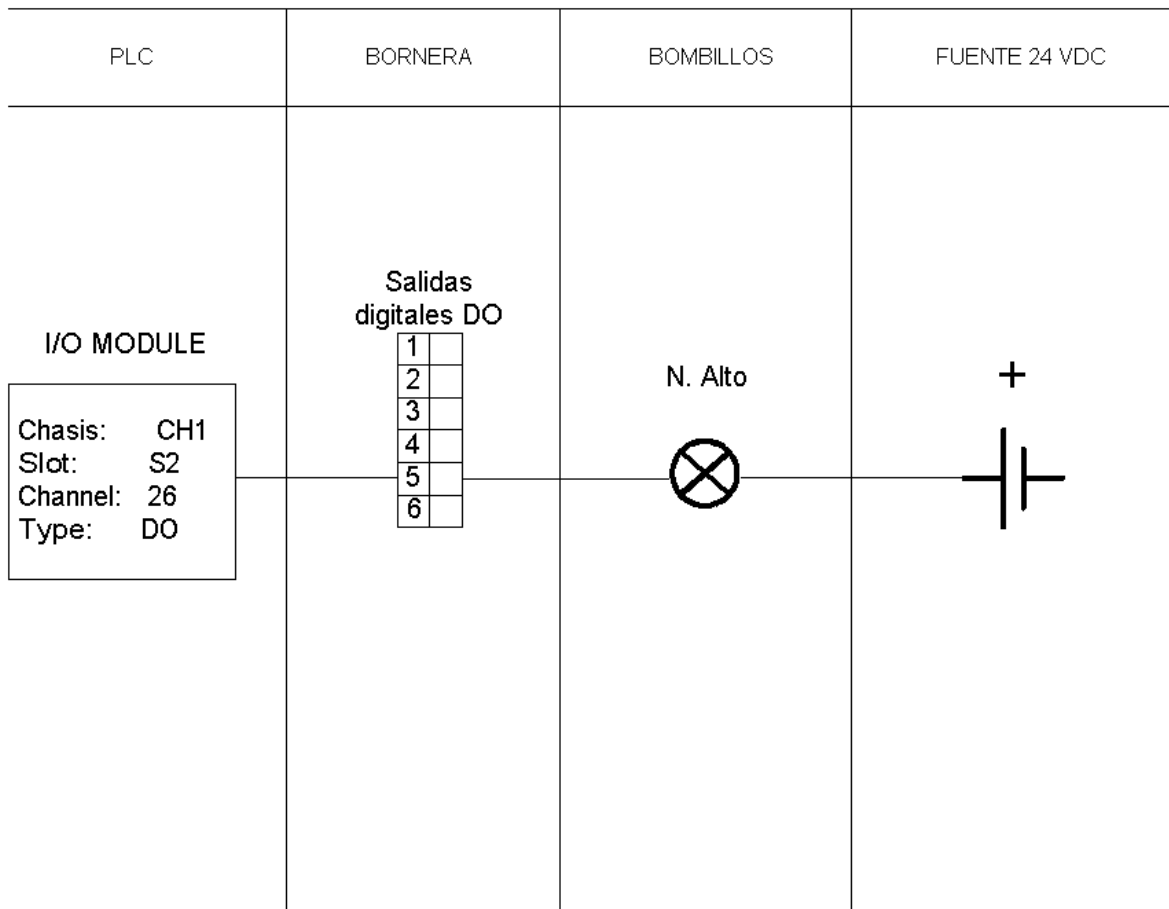 PLC
BORNERA
BOMBILLOS
FUENTE 24 VDC
I/O MODULE
Chasis: CH1
Slot: S2
Channel: 26
Type: DO
Salidas
digitales DO
1
2
3
4
5
6
N. Alto
+